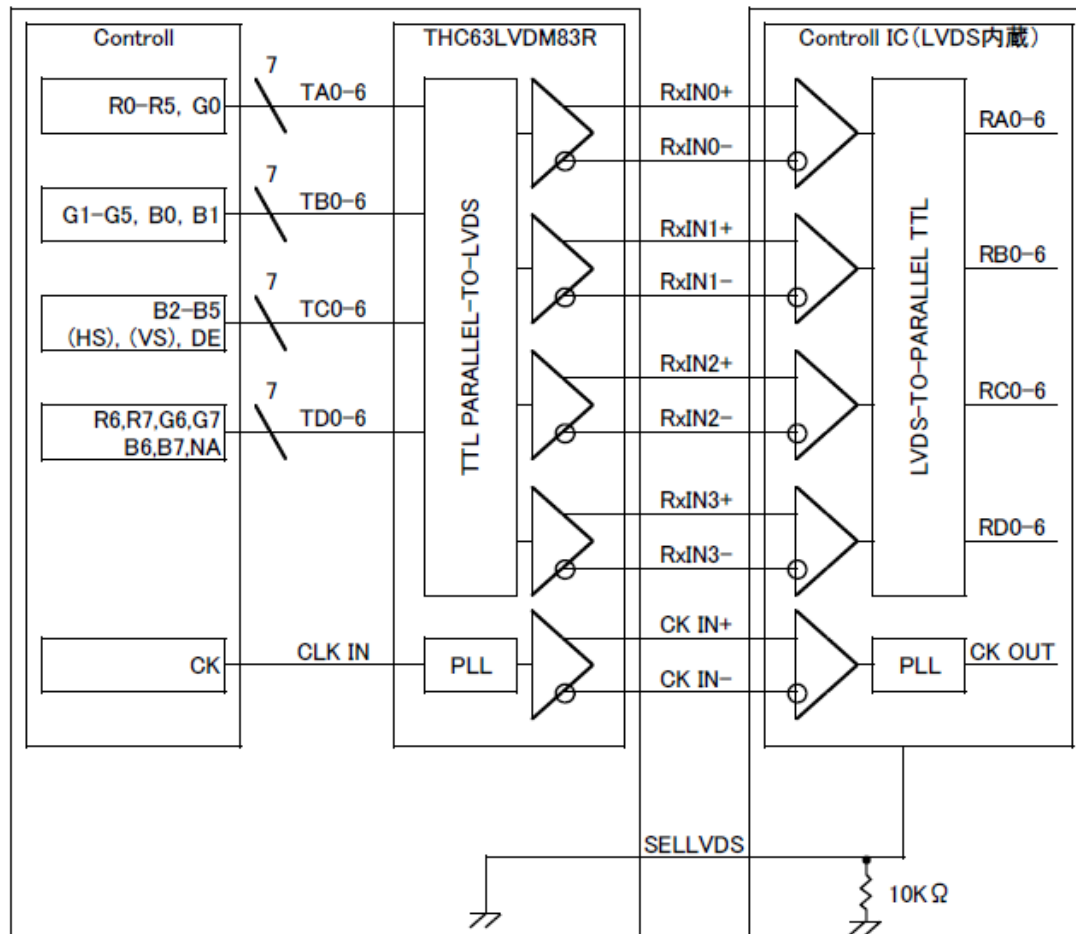 Controll
THC63LVDM83R
Controll IC(LVDS内蔵)
R0-R5, G0
7
TA0-6
RxIN0+
RxIN0-
RA0-6
G1-G5, B0, B1
7
TB0-6
RxIN1+
RxIN1-
RB0-6
B2-B5
(HS), (VS), DE
7
TC0-6
RxIN2+
RxIN2-
RC0-6
R6,R7,G6,G7
B6,B7,NA
7
TD0-6
RxIN3+
RxIN3-
RD0-6
TTL PARALLEL-TO-LVDS
LVDS-TO-PARALLEL TTL
CK
CLK IN
PLL
CK IN+
CK IN-
PLL
CK OUT
SELLVDS
10KΩ